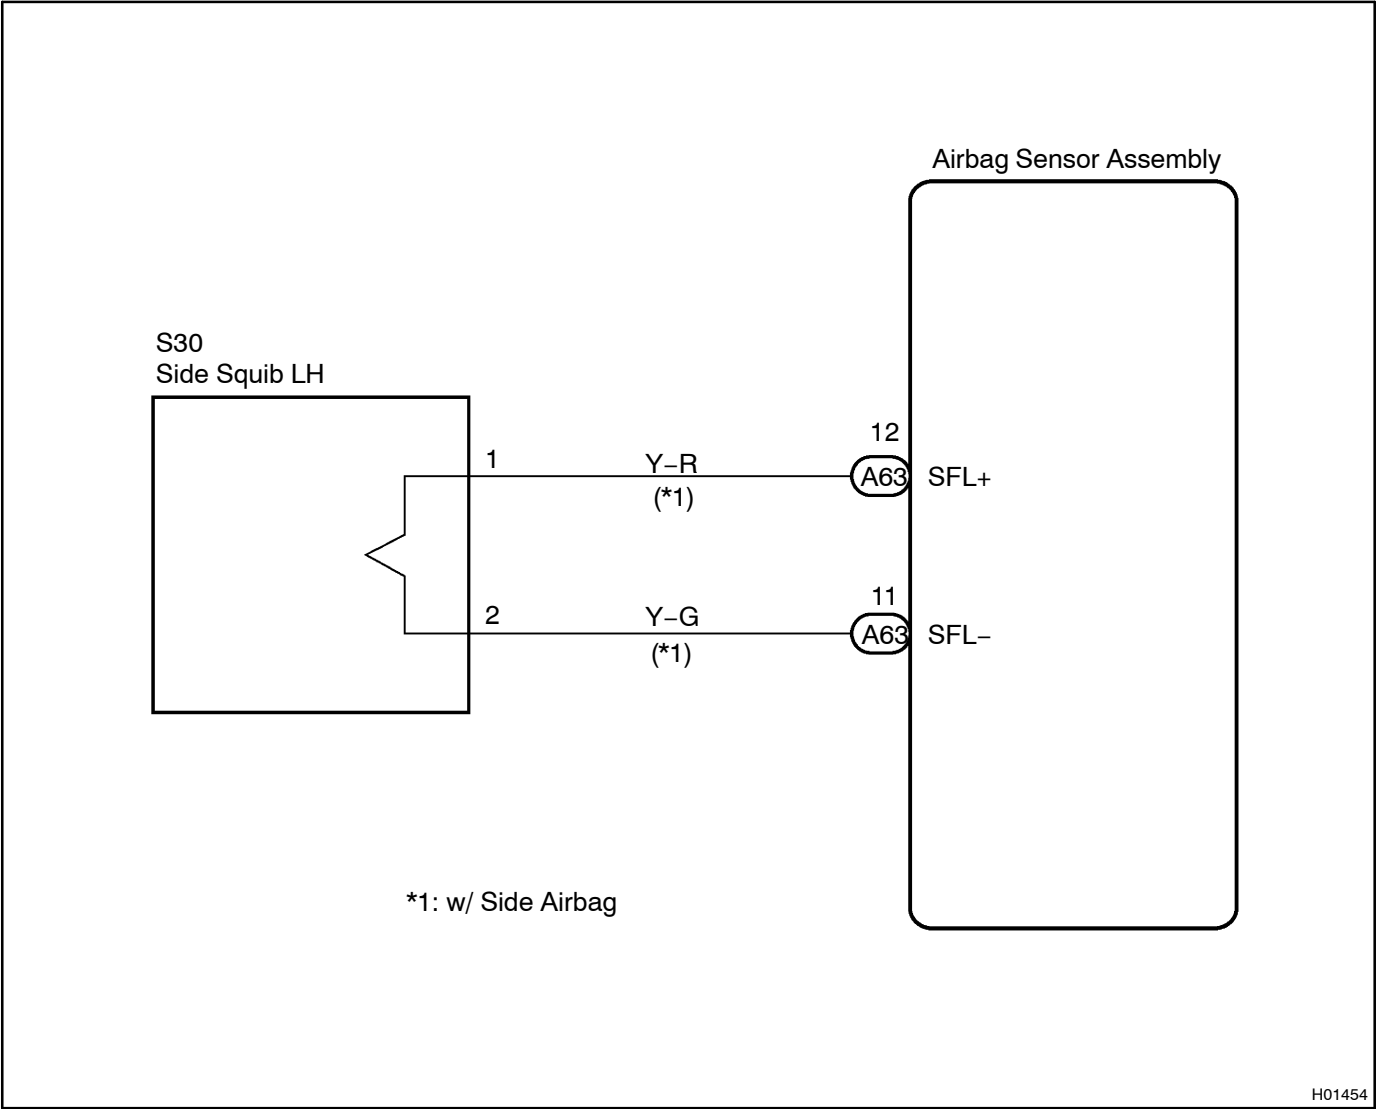 Airbag Sensor Assembly
S30
Side Squib LH
12
1
Y−R
A63
SFL+
(*1)
11
2
Y−G
A63
SFL−
(*1)
*1: w/ Side Airbag
H01454